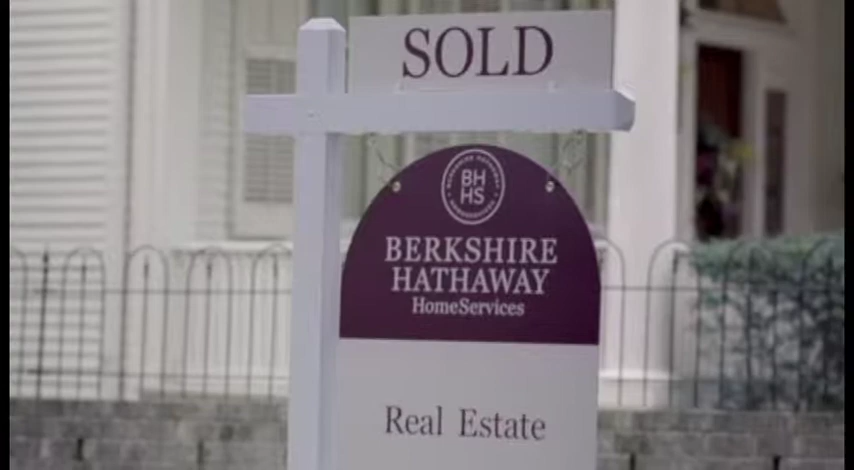 SOLD
BH
HS
BERKSHIRE
HATHAWAY
HomeServices
Real Estate